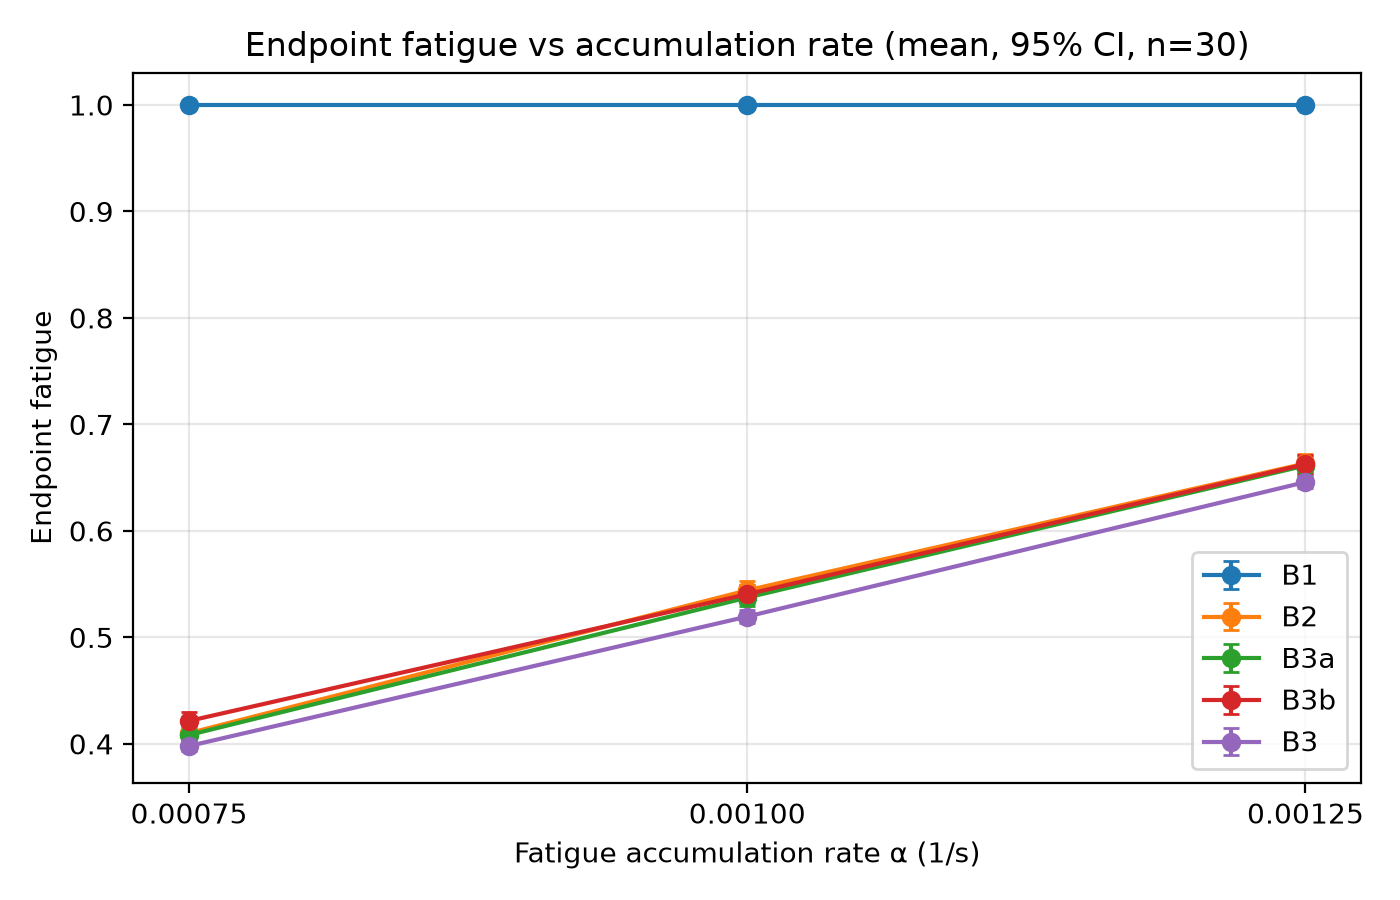 Endpoint fatigue vs accumulation rate (mean, 95% CI, n=30)
1.0
0.9
0.8
0.7
0.6
0.5
0.4
Endpoint fatigue
B1
B2
B3a
B3b
B3
0.00075
0.00100
0.00125
Fatigue accumulation rate α (1/s)